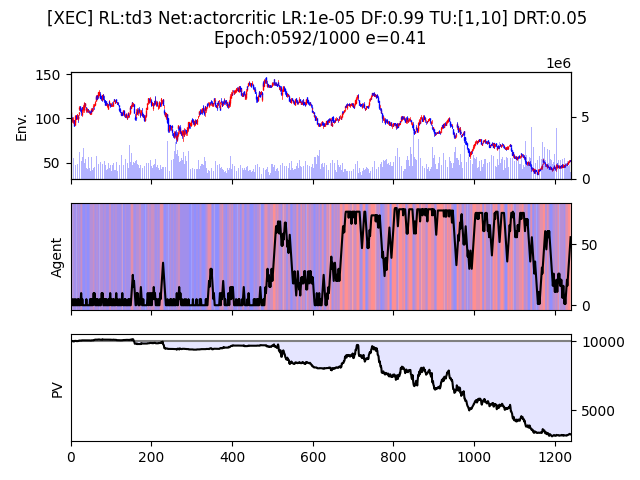 [XEC] RL:td3 Net:actorcritic LR:1e-05 DF:0.99 TU:[1,10] DRT:0.05
Epoch:0592/1000 e=0.41
1e6
150
100
50
Env.
5
0
Agent
50
0
PV
10000
5000
0 200 400 600 800 1000 1200